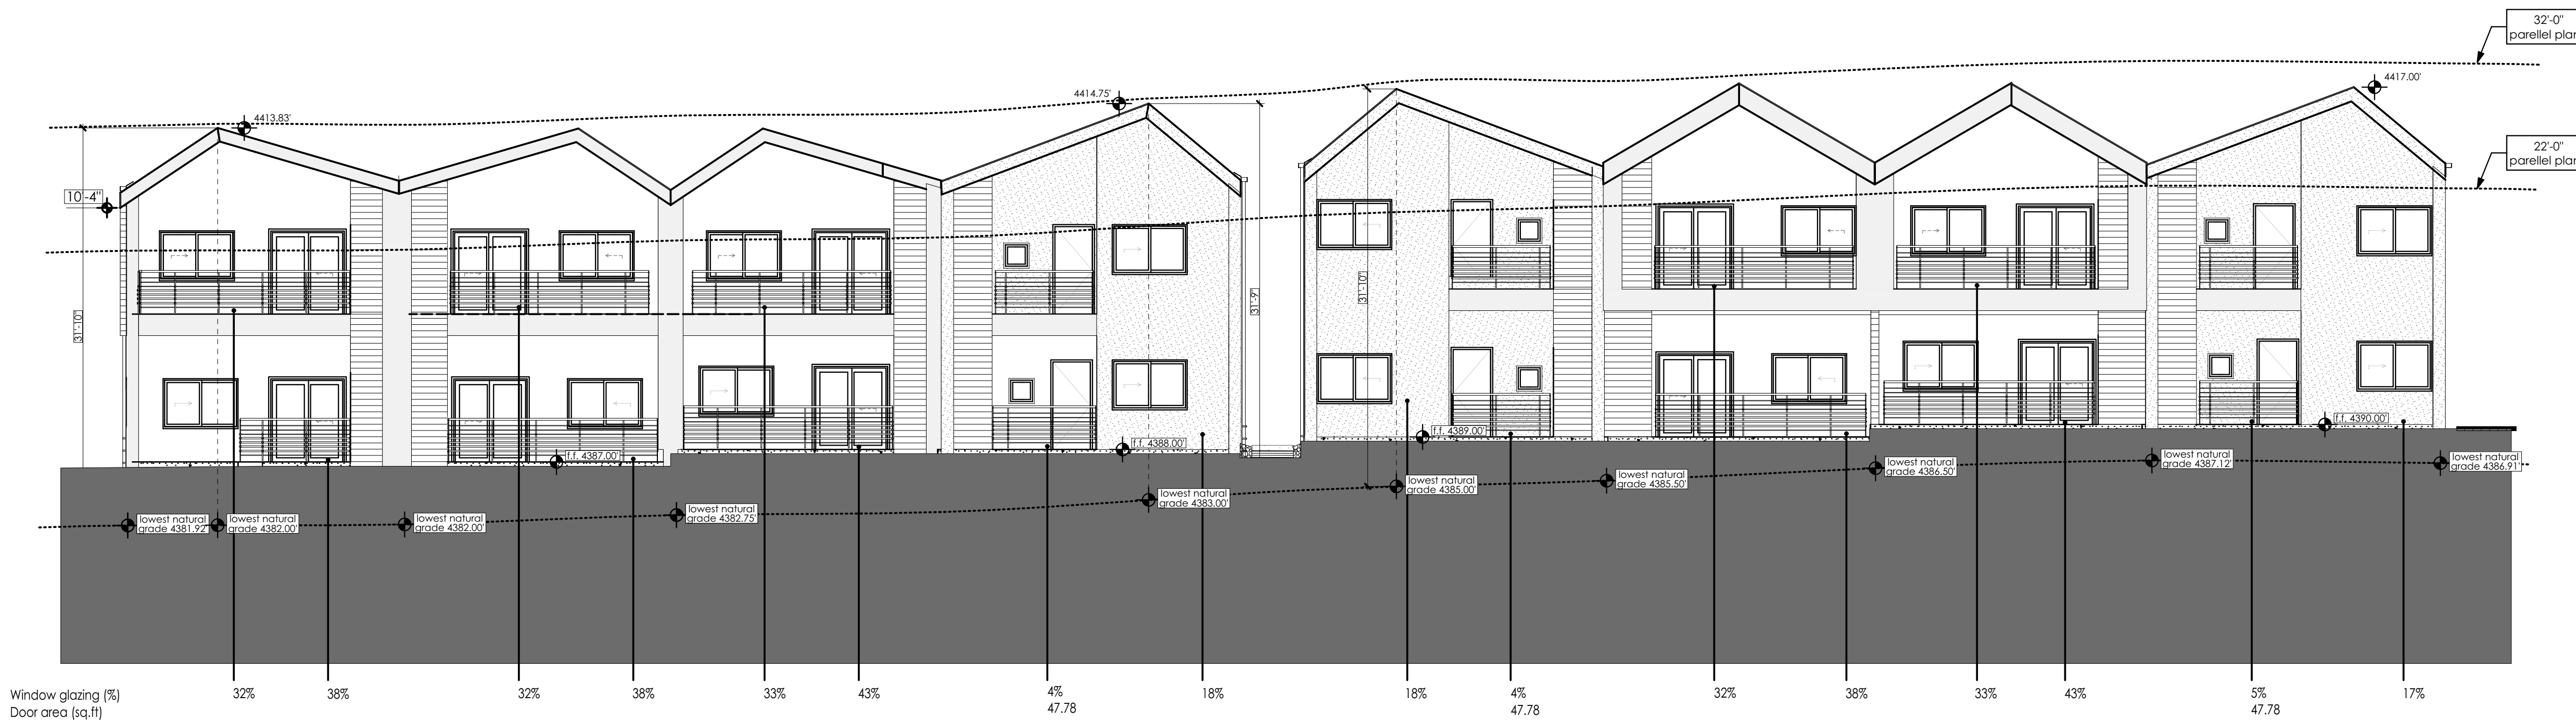 32'-0"
parellel plan
4417.00'
4414.75'
4413.83'
22'-0"
parellel plan
10'-4"
31'-10"
31'-9"
31'-10"
f.f. 4390.00'
f.f. 4389.00'
f.f. 4388.00'
f.f. 4387.00'
lowest natural
grade 4387.12'
lowest natural
grade 4386.91'
lowest natural
grade 4386.50'
lowest natural
grade 4385.50'
lowest natural
grade 4385.00'
lowest natural
grade 4383.00'
lowest natural
grade 4382.75'
lowest natural
grade 4381.92'
lowest natural
grade 4382.00'
lowest natural
grade 4382.00'
Window glazing (%) 32% 38% 32% 38% 33% 43% 4% 18% 18% 4% 32% 38% 33% 43% 5% 17%
Door area (sq.ft) 47.78 47.78 47.78